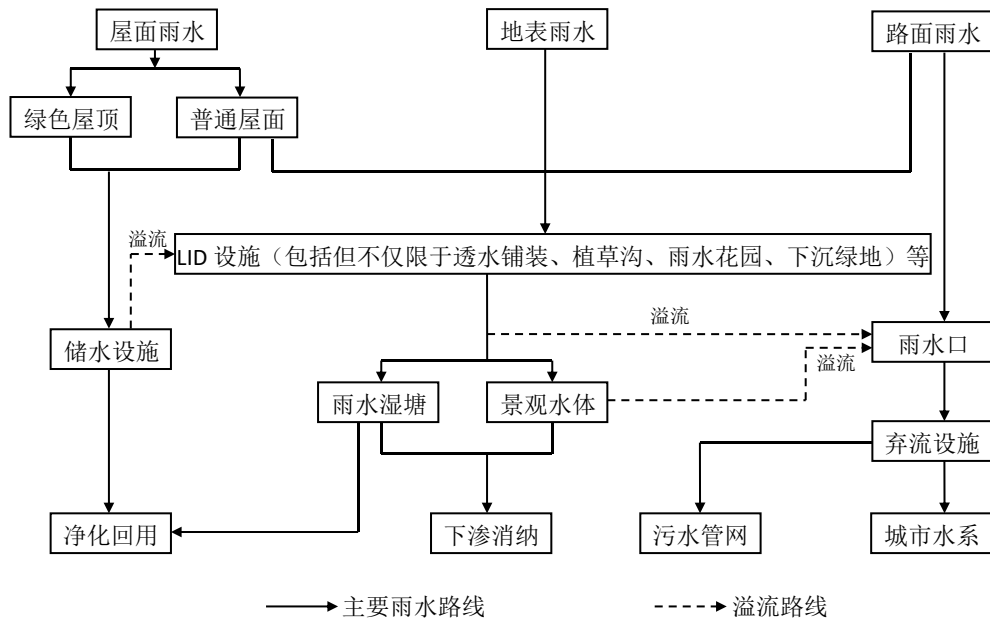 屋面雨水
地表雨水
路面雨水
绿色屋顶
普通屋面
溢流
LID 设施（包括但不仅限于透水铺装、植草沟、雨水花园、下沉绿地）等
溢流
储水设施
雨水口
溢流
雨水湿塘
景观水体
弃流设施
净化回用
下渗消纳
污水管网
城市水系
主要雨水路线
溢流路线